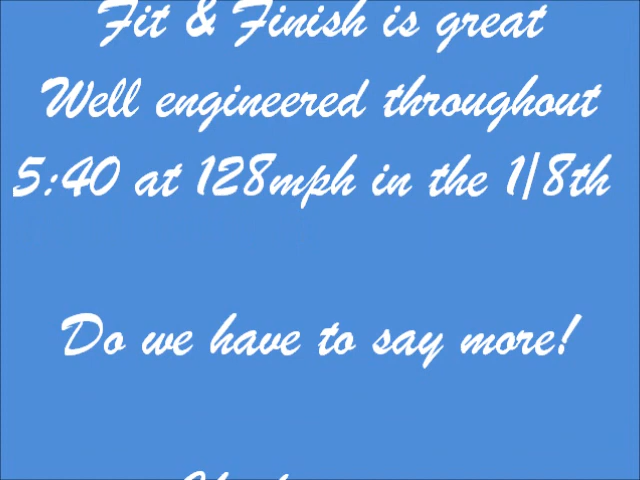 Fit & Finish is great
Well engineered throughout
5:40 at 128mph in the 1/8th
Do we have to say more!